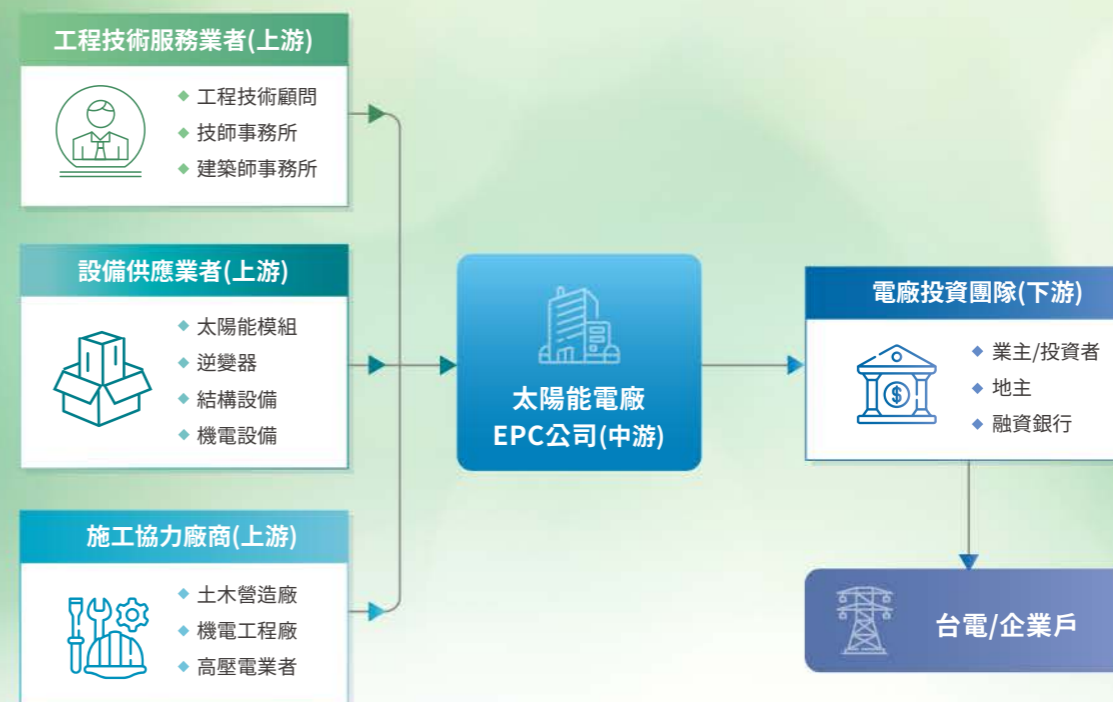 工程技術服務業者(上游)
工程技術顧問
技師事務所
建築師事務所
設備供應業者(上游)
太陽能模組
逆變器
結構設備
機電設備
施工協力廠商(上游)
土木營造廠
機電工程廠
高壓電業者
太陽能電廠
EPC公司(中游)
電廠投資團隊(下游)
業主/投資者
地主
融資銀行
台電/企業戶